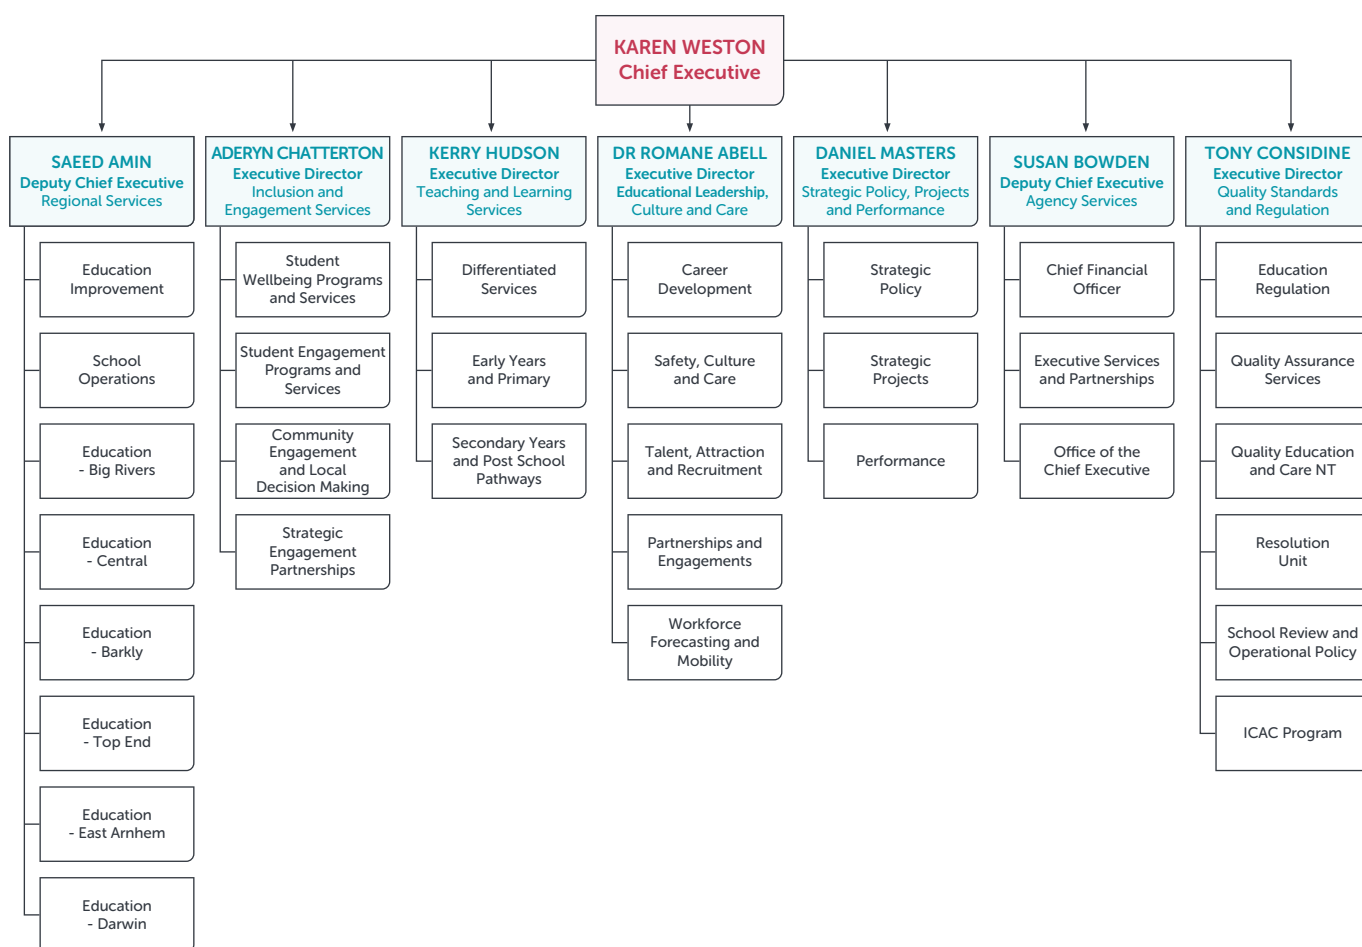 KAREN WESTON
Chief Executive
SAEED AMIN
Deputy Chief Executive
Regional Services
Education
Improvement
School
Operations
Education
- Big Rivers
Education
- Central
Education
- Barkly
Education
- Top End
Education
- East Arnhem
Education
- Darwin
ADERYN CHATTERTON
Executive Director
Inclusion and
Engagement Services
Student
Wellbeing Programs
and Services
Student Engagement
Programs and
Services
Community
Engagement
and Local
Decision Making
Strategic
Engagement
Partnerships
KERRY HUDSON
Executive Director
Teaching and Learning
Services
Differentiated
Services
Early Years
and Primary
Secondary Years
and Post School
Pathways
DR ROMANE ABELL
Executive Director
Educational Leadership,
Culture and Care
Career
Development
Safety, Culture
and Care
Talent, Attraction
and Recruitment
Partnerships and
Engagements
Workforce
Forecasting and
Mobility
DANIEL MASTERS
Executive Director
Strategic Policy, Projects
and Performance
Strategic
Policy
Strategic
Projects
Performance
SUSAN BOWDEN
Deputy Chief Executive
Agency Services
Chief Financial
Officer
Executive Services
and Partnerships
Office of the
Chief Executive
TONY CONSIDINE
Executive Director
Quality Standards
and Regulation
Education
Regulation
Quality Assurance
Services
Quality Education
and Care NT
Resolution
Unit
School Review and
Operational Policy
ICAC Program